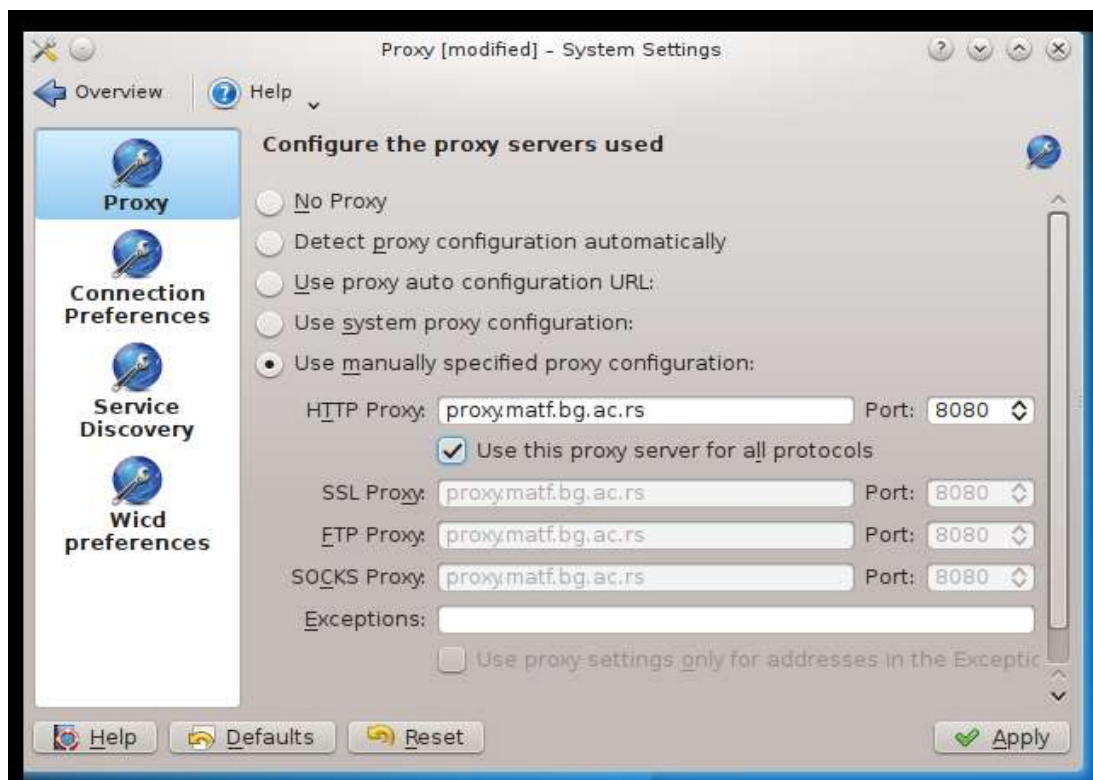 Proxy [modified] – System Settings
Overview
Help
Proxy
Connection
Preferences
Service
Discovery
Wicd
preferences
Configure the proxy servers used
No Proxy
Detect proxy configuration automatically
Use proxy auto configuration URL:
Use system proxy configuration:
Use manually specified proxy configuration:
HTTP Proxy: proxy.matf.bg.ac.rs Port: 8080
Use this proxy server for all protocols
SSL Proxy: proxy.matf.bg.ac.rs Port: 8080
FTP Proxy: proxy.matf.bg.ac.rs Port: 8080
SOCKS Proxy: proxy.matf.bg.ac.rs Port: 8080
Exceptions:
Use proxy settings only for addresses in the Exceptic
Help Defaults Reset Apply